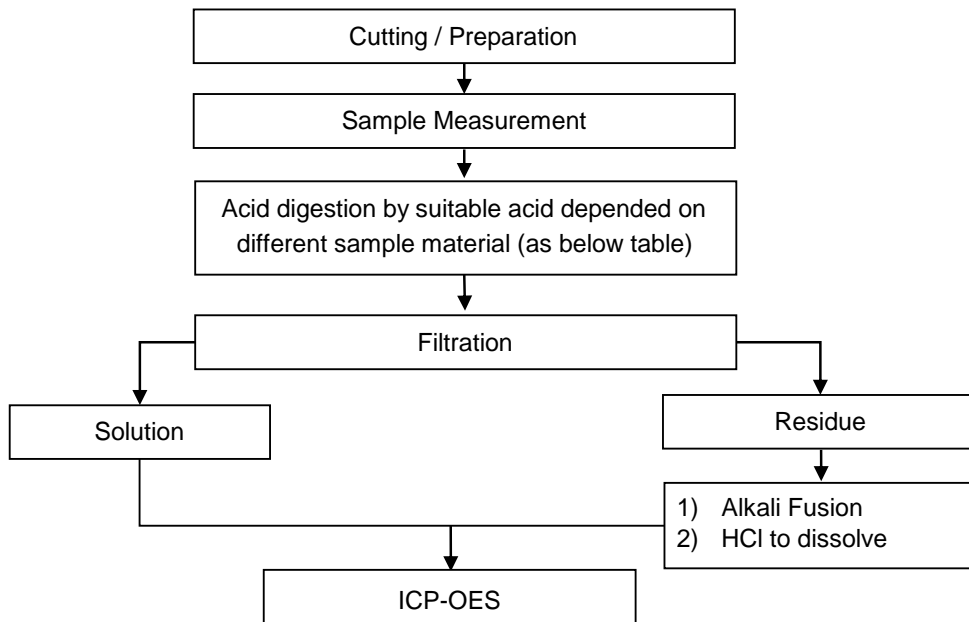 Cutting / Preparation
Sample Measurement
Acid digestion by suitable acid depended on
different sample material (as below table)
Filtration
Solution
Residue
1) Alkali Fusion
2) HCl to dissolve
ICP-OES